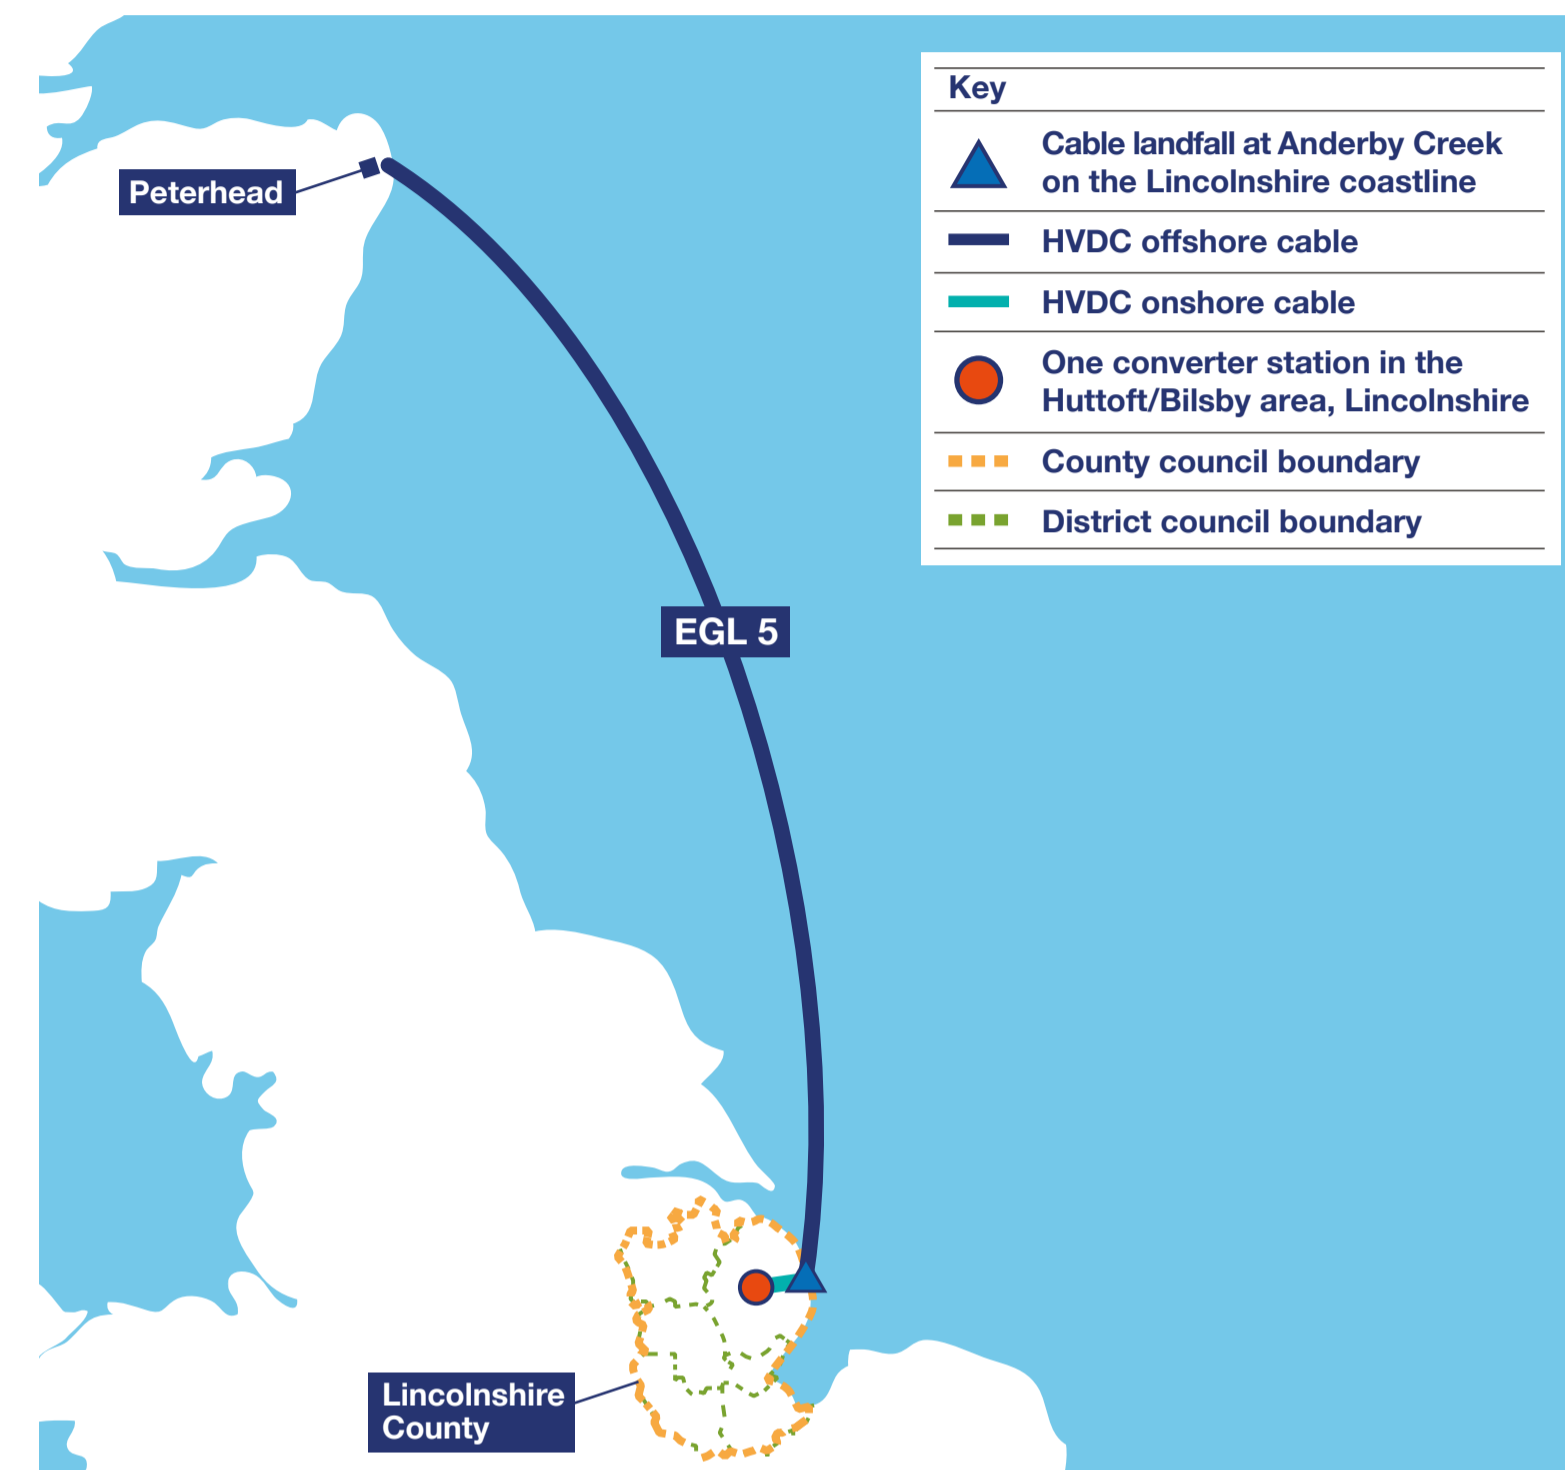 Key
Cable landfall at Anderby Creek
on the Lincolnshire coastline
HVDC offshore cable
HVDC onshore cable
One converter station in the
Huttoft/Bilsby area, Lincolnshire
County council boundary
District council boundary
Peterhead
EGL 5
Lincolnshire
County